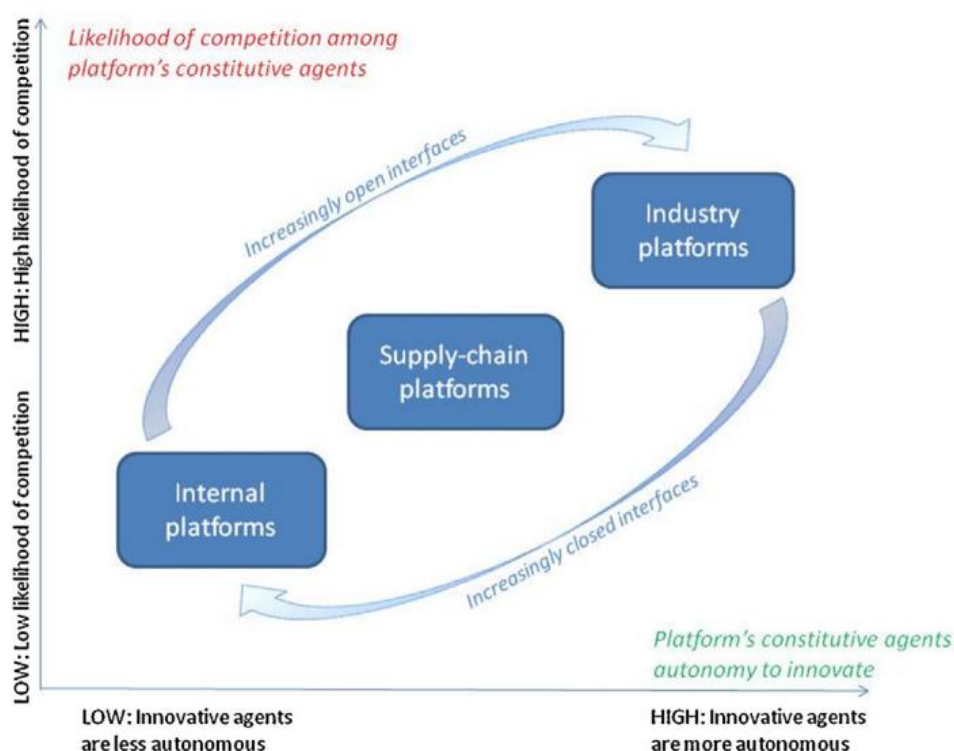 Likelihood of competition among
platform's constitutive agents
HIGH: High likelihood of competition
LOW: Low likelihood of competition
Increasingly open interfaces
Industry
platforms
Supply-chain
platforms
Internal
platforms
Increasingly closed interfaces
Platform's constitutive agents
autonomy to innovate
LOW: Innovative agents
are less autonomous
HIGH: Innovative agents
are more autonomous